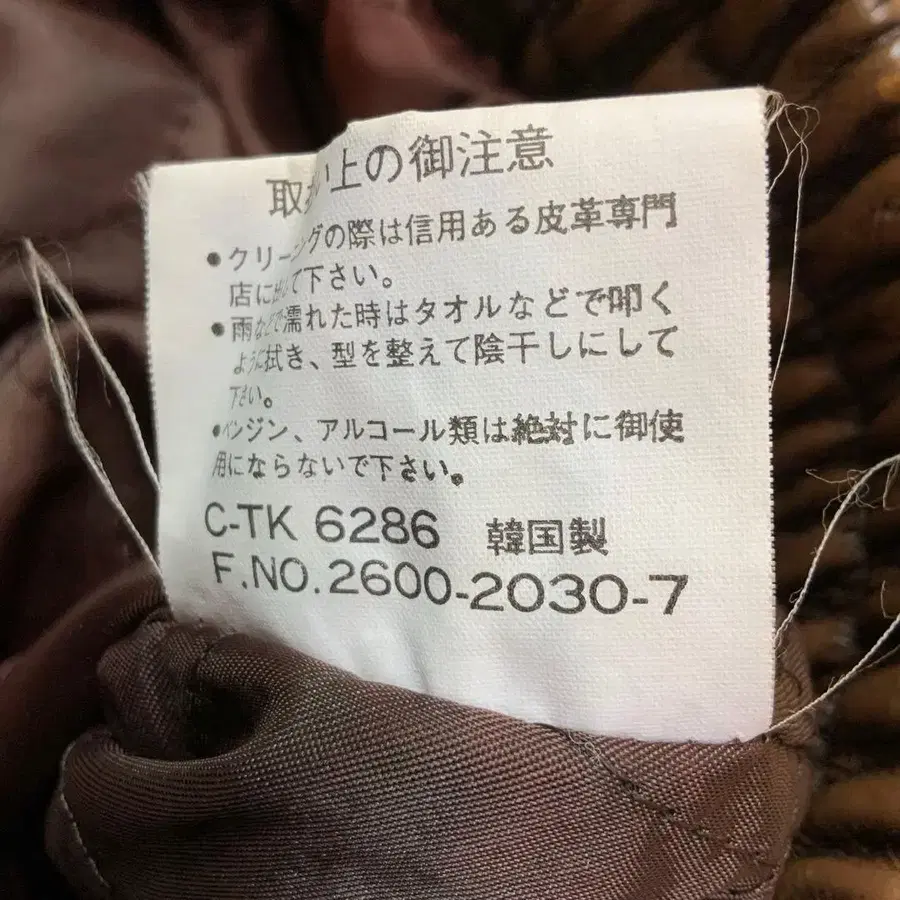 取扱い上の御注意
●クリーニングの際は信用ある皮革専門
店に出して下さい。
●雨などで濡れた時はタオルなどで叩く
ように拭き、型を整えて陰干しにして
下さい。
●ベンジン、アルコール類は絶対に御使
用にならないで下さい。
C-TK 6286 韓国製
F.NO.2600-2030-7